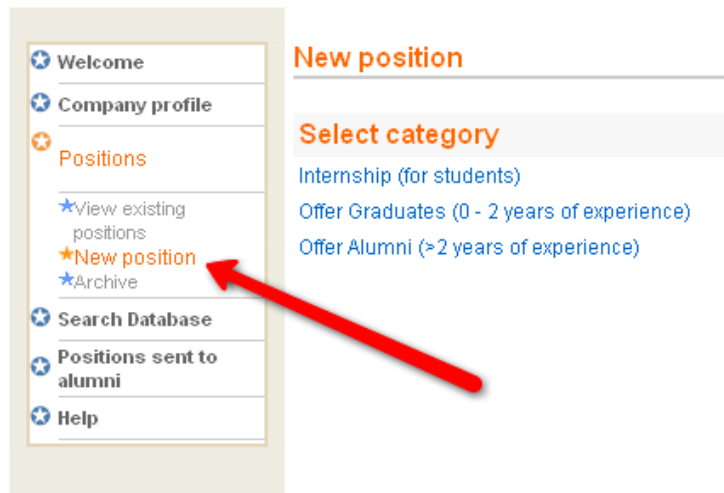 Welcome
Company profile
Positions
View existing
positions
New position
Archive
Search Database
Positions sent to
alumni
Help
New position
Select category
Internship (for students)
Offer Graduates (0 - 2 years of experience)
Offer Alumni (>2 years of experience)